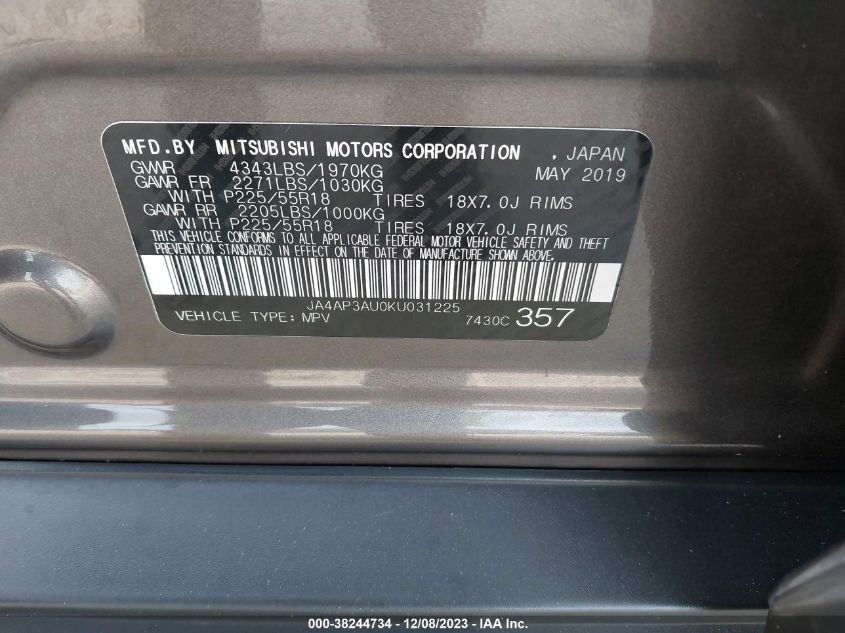 MFD.BY MITSUBISHI MOTORS CORPORATION , JAPAN
GVWR 4343LBS/1970KG MAY 2019
GAWR FR 2271LBS/1030KG
WITH P225/55R18 TIRES 18X7.0J RIMS
GAWR RR 2205LBS/1000KG
WITH P225/55R18 TIRES 18X7.0J RIMS
THIS VEHICLE CONFORMS TO ALL APPLICABLE FEDERAL MOTOR VEHICLE SAFETY AND THEFT
PREVENTION STANDARDS IN EFFECT ON THE DATE OF MANUFACTURE SHOWN ABOVE.
JA4AP3AU0KU031225
VEHICLE TYPE: MPV 7430C 357
000-38244734 - 12/08/2023 - © IAA, Inc.